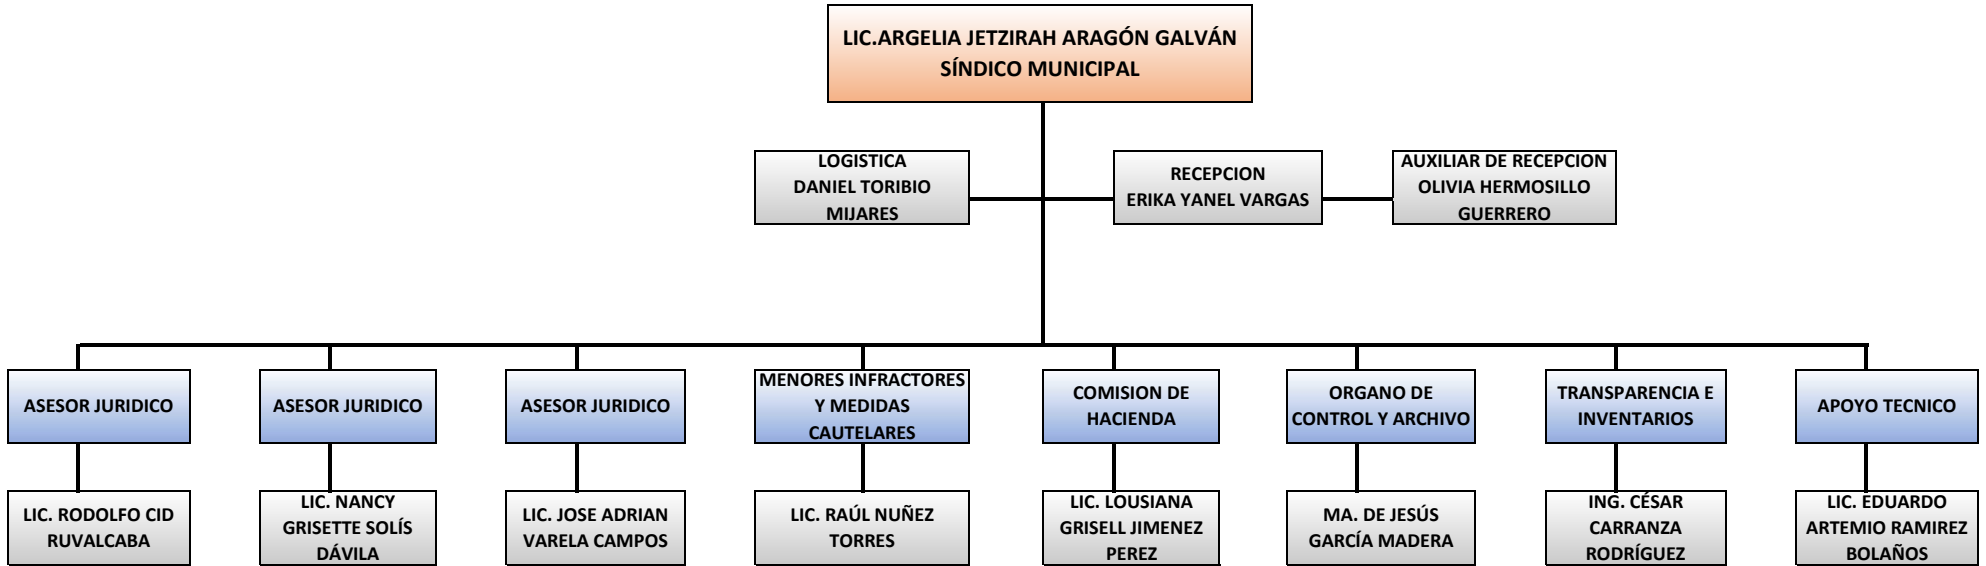 LIC.ARGELIA JETZIRAH ARAGÓN GALVÁN
SÍNDICO MUNICIPAL
LOGISTICA
DANIEL TORIBIO
MIJARES
RECEPCION
ERIKA YANEL VARGAS
AUXILIAR DE RECEPCION
OLIVIA HERMOSILLO
GUERRERO
ASESOR JURIDICO
ASESOR JURIDICO
ASESOR JURIDICO
MENORES INFRACTORES
Y MEDIDAS
CAUTELARES
COMISION DE
HACIENDA
ORGANO DE
CONTROL Y ARCHIVO
TRANSPARENCIA E
INVENTARIOS
APOYO TECNICO
LIC. RODOLFO CID
RUVALCABA
LIC. NANCY
GRISETTE SOLÍS
DÁVILA
LIC. JOSE ADRIAN
VARELA CAMPOS
LIC. RAÚL NUÑEZ
TORRES
LIC. LOUSIANA
GRISELL JIMENEZ
PEREZ
MA. DE JESÚS
GARCÍA MADERA
ING. CÉSAR
CARRANZA
RODRÍGUEZ
LIC. EDUARDO
ARTEMIO RAMIREZ
BOLAÑOS